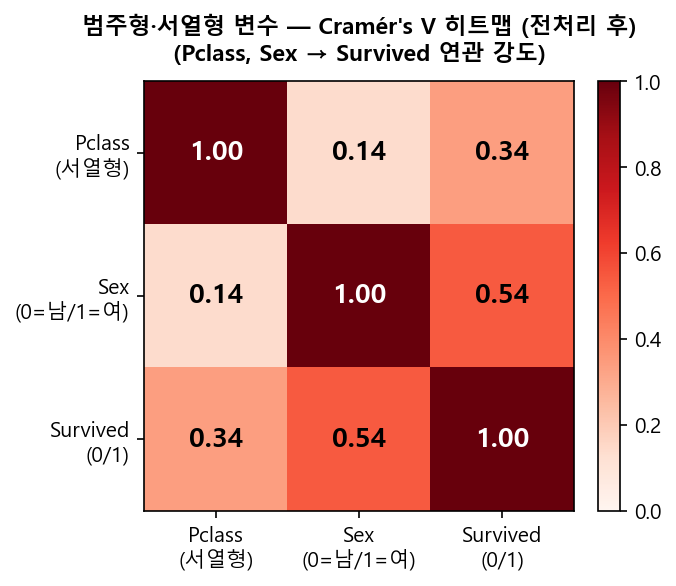 범주형·서열형 변수 — Cramér's V 히트맵 (전처리 후)
(Pclass, Sex → Survived 연관 강도)
Pclass
(서열형)
1.00
0.14
0.34
Sex
(0=남/1=여)
0.14
1.00
0.54
Survived
(0/1)
0.34
0.54
1.00
Pclass
(서열형)
Sex
(0=남/1=여)
Survived
(0/1)
1.0
0.8
0.6
0.4
0.2
0.0